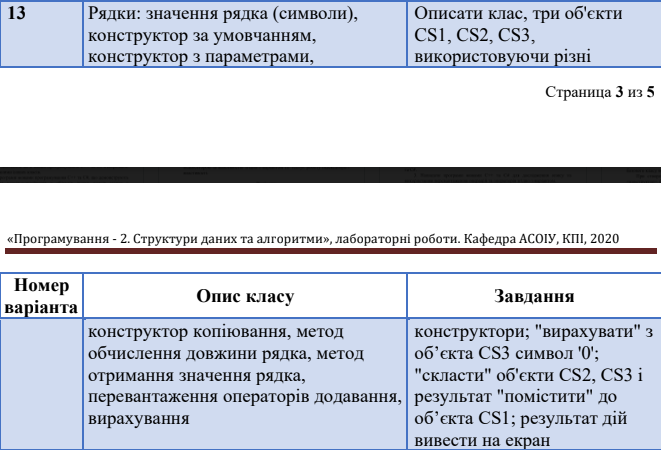 13
Рядки: значення рядка (символи),
конструктор за умовчанням,
конструктор з параметрами,
Описати клас, три об'єкти
CS1, CS2, CS3,
використовуючи різні
Страница 3 из 5
«Програмування - 2. Структури даних та алгоритми», лабораторні роботи. Кафедра АСОІУ, КПІ, 2020
Номер
варіанта
Опис класу
Завдання
конструктор копіювання, метод
обчислення довжини рядка, метод
отримання значення рядка,
перевантаження операторів додавання,
вирахування
конструктори; "вирахувати" з
об’єкта CS3 символ '0';
"скласти" об'єкти CS2, CS3 і
результат "помістити" до
об’єкта CS1; результат дій
вивести на екран